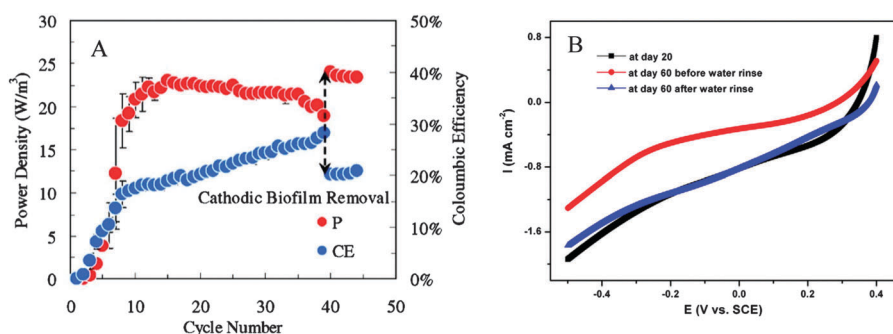 A
Power Density (W/m³)
30
25
20
15
10
5
0
50%
40%
30%
20%
10%
0%
Coloumbic Efficiency
Cathodic Biofilm Removal
P
CE
0 10 20 30 40 50
Cycle Number
B
at day 20
at day 60 before water rinse
at day 60 after water rinse
I (mA cm⁻²)
0.8
0.0
-0.8
-1.6
-0.4 -0.2 0.0 0.2 0.4
E (V vs. SCE)